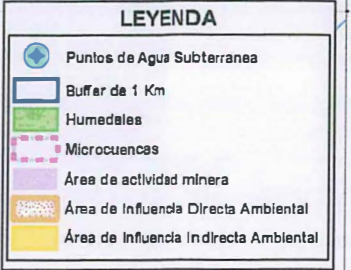 LEYENDA
Puntos de Agua Subterranea
Buffer de 1 Km
Humedales
Microcuencas
Área de actividad minera
Área de Influencia Directa Ambiental
Área de Influencia Indirecta Ambiental